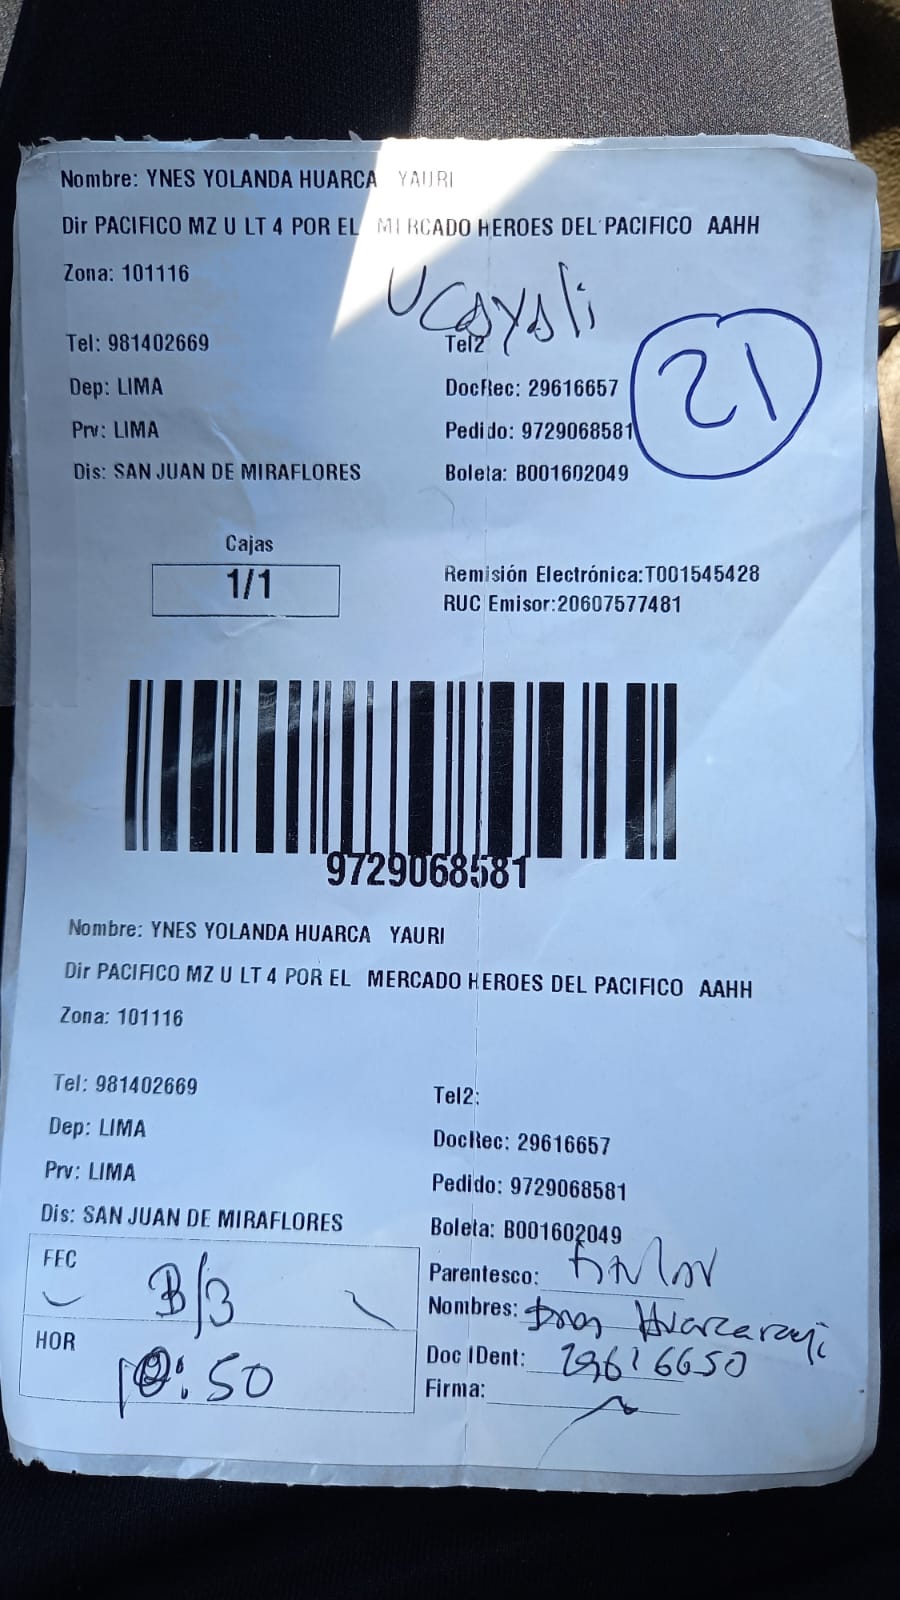 Nombre: YNES YOLANDA HUARCA YAURI
Dir PACIFICO MZ U LT 4 POR EL MERCADO HEROES DEL PACIFICO AAHH
Zona: 101116
Ucayali
Tel: 981402669 Tel2
21
Dep: LIMA DocRec: 29616657
Prv: LIMA Pedido: 9729068581
Dis: SAN JUAN DE MIRAFLORES Boleta: B001602049
Cajas
1/1
Remisión Electrónica:T001545428
RUC Emisor:20607577481
9729068581
Nombre: YNES YOLANDA HUARCA YAURI
Dir PACIFICO MZ U LT 4 POR EL MERCADO HEROES DEL PACIFICO AAHH
Zona: 101116
Tel: 981402669 Tel2:
Dep: LIMA DocRec: 29616657
Prv: LIMA Pedido: 9729068581
Dis: SAN JUAN DE MIRAFLORES Boleta: B001602049
FEC
HOR 10:50
Parentesco:
Nombres:
Doc IDent: 29616650
Firma: